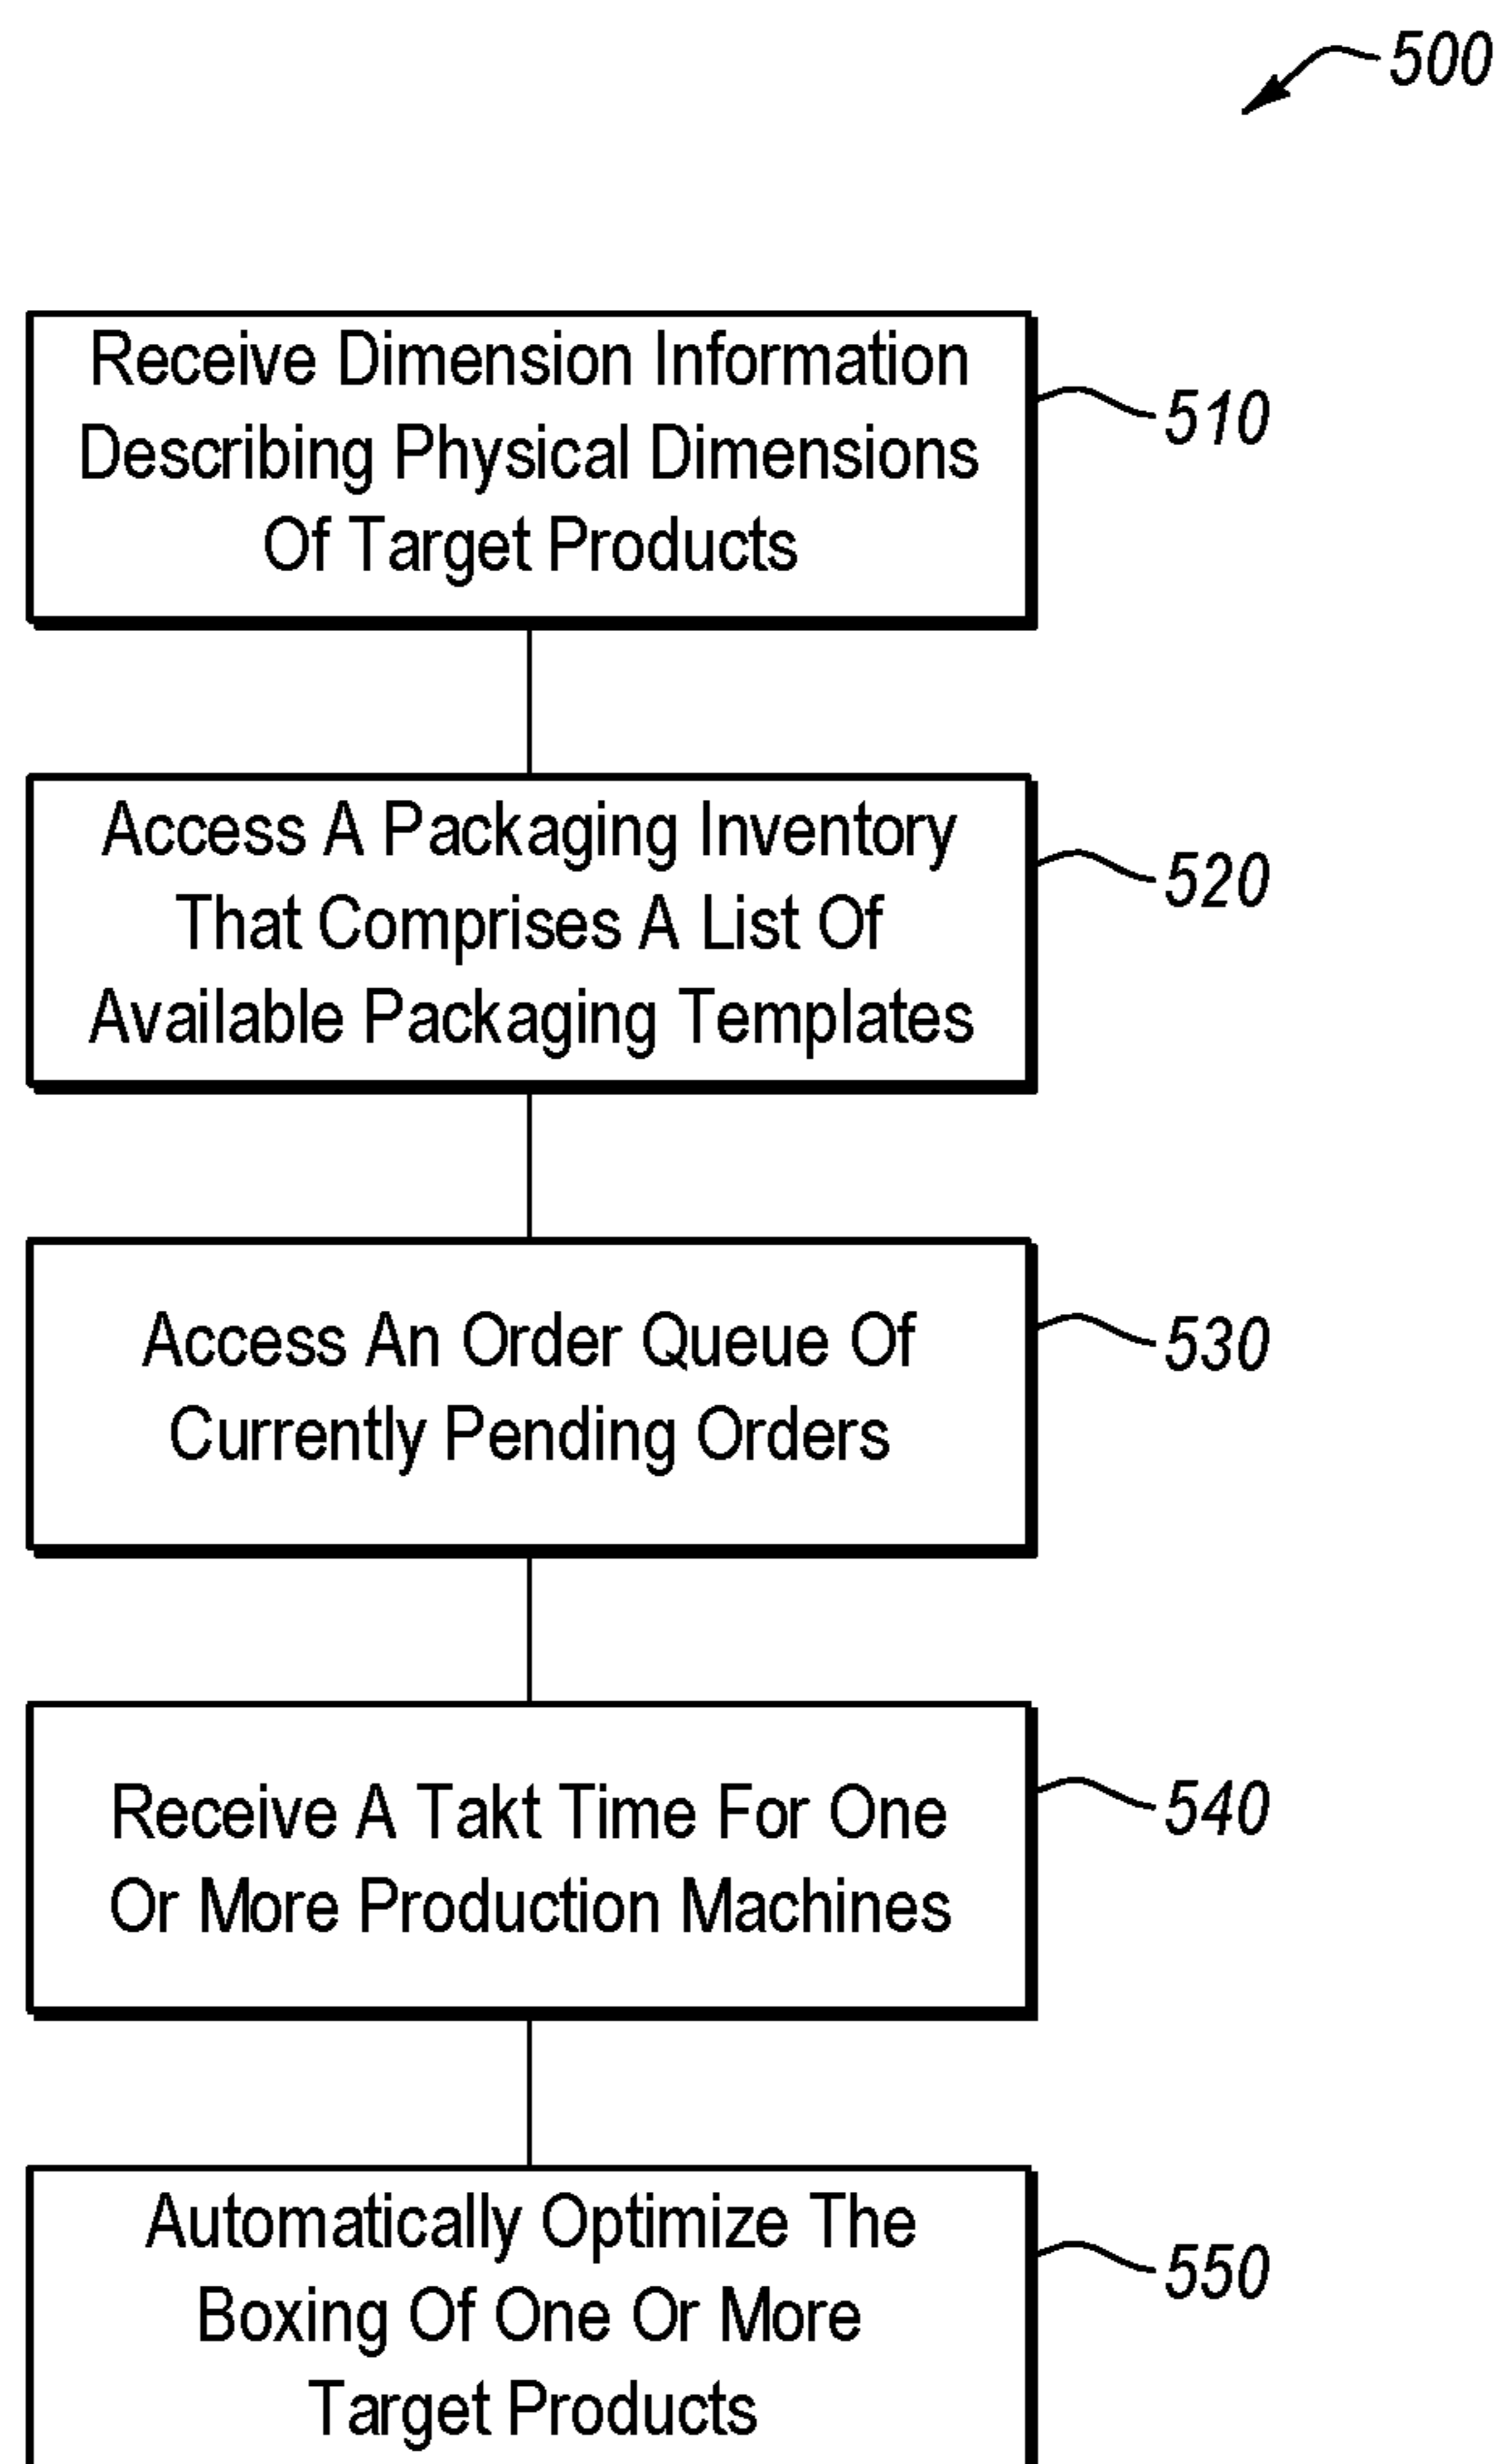 500
Receive Dimension Information
Describing Physical Dimensions
Of Target Products
510
Access A Packaging Inventory
That Comprises A List Of
Available Packaging Templates
520
Access An Order Queue Of
Currently Pending Orders
530
Receive A Takt Time For One
Or More Production Machines
540
Automatically Optimize The
Boxing Of One Or More
Target Products
550